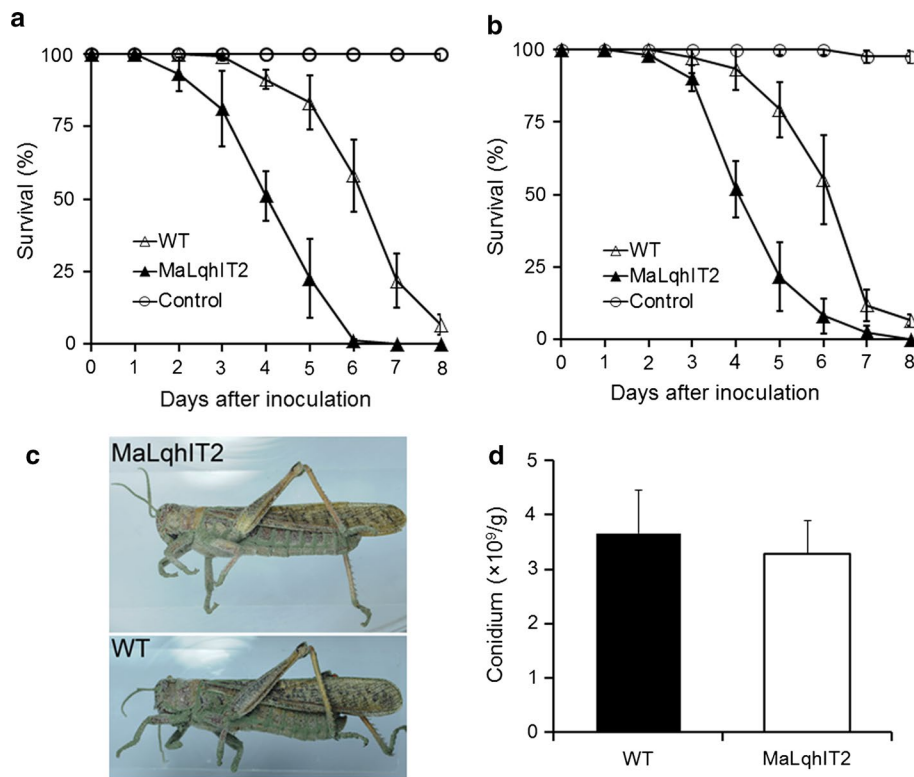 a
100
75
50
25
0
Survival (%)
WT
MaLqhIT2
Control
0 1 2 3 4 5 6 7 8
Days after inoculation
b
100
75
50
25
0
Survival (%)
WT
MaLqhIT2
Control
0 1 2 3 4 5 6 7 8
Days after inoculation
c
MaLqhIT2
WT
d
5
4
3
2
1
0
Conidium (×10⁹/g)
WT
MaLqhIT2